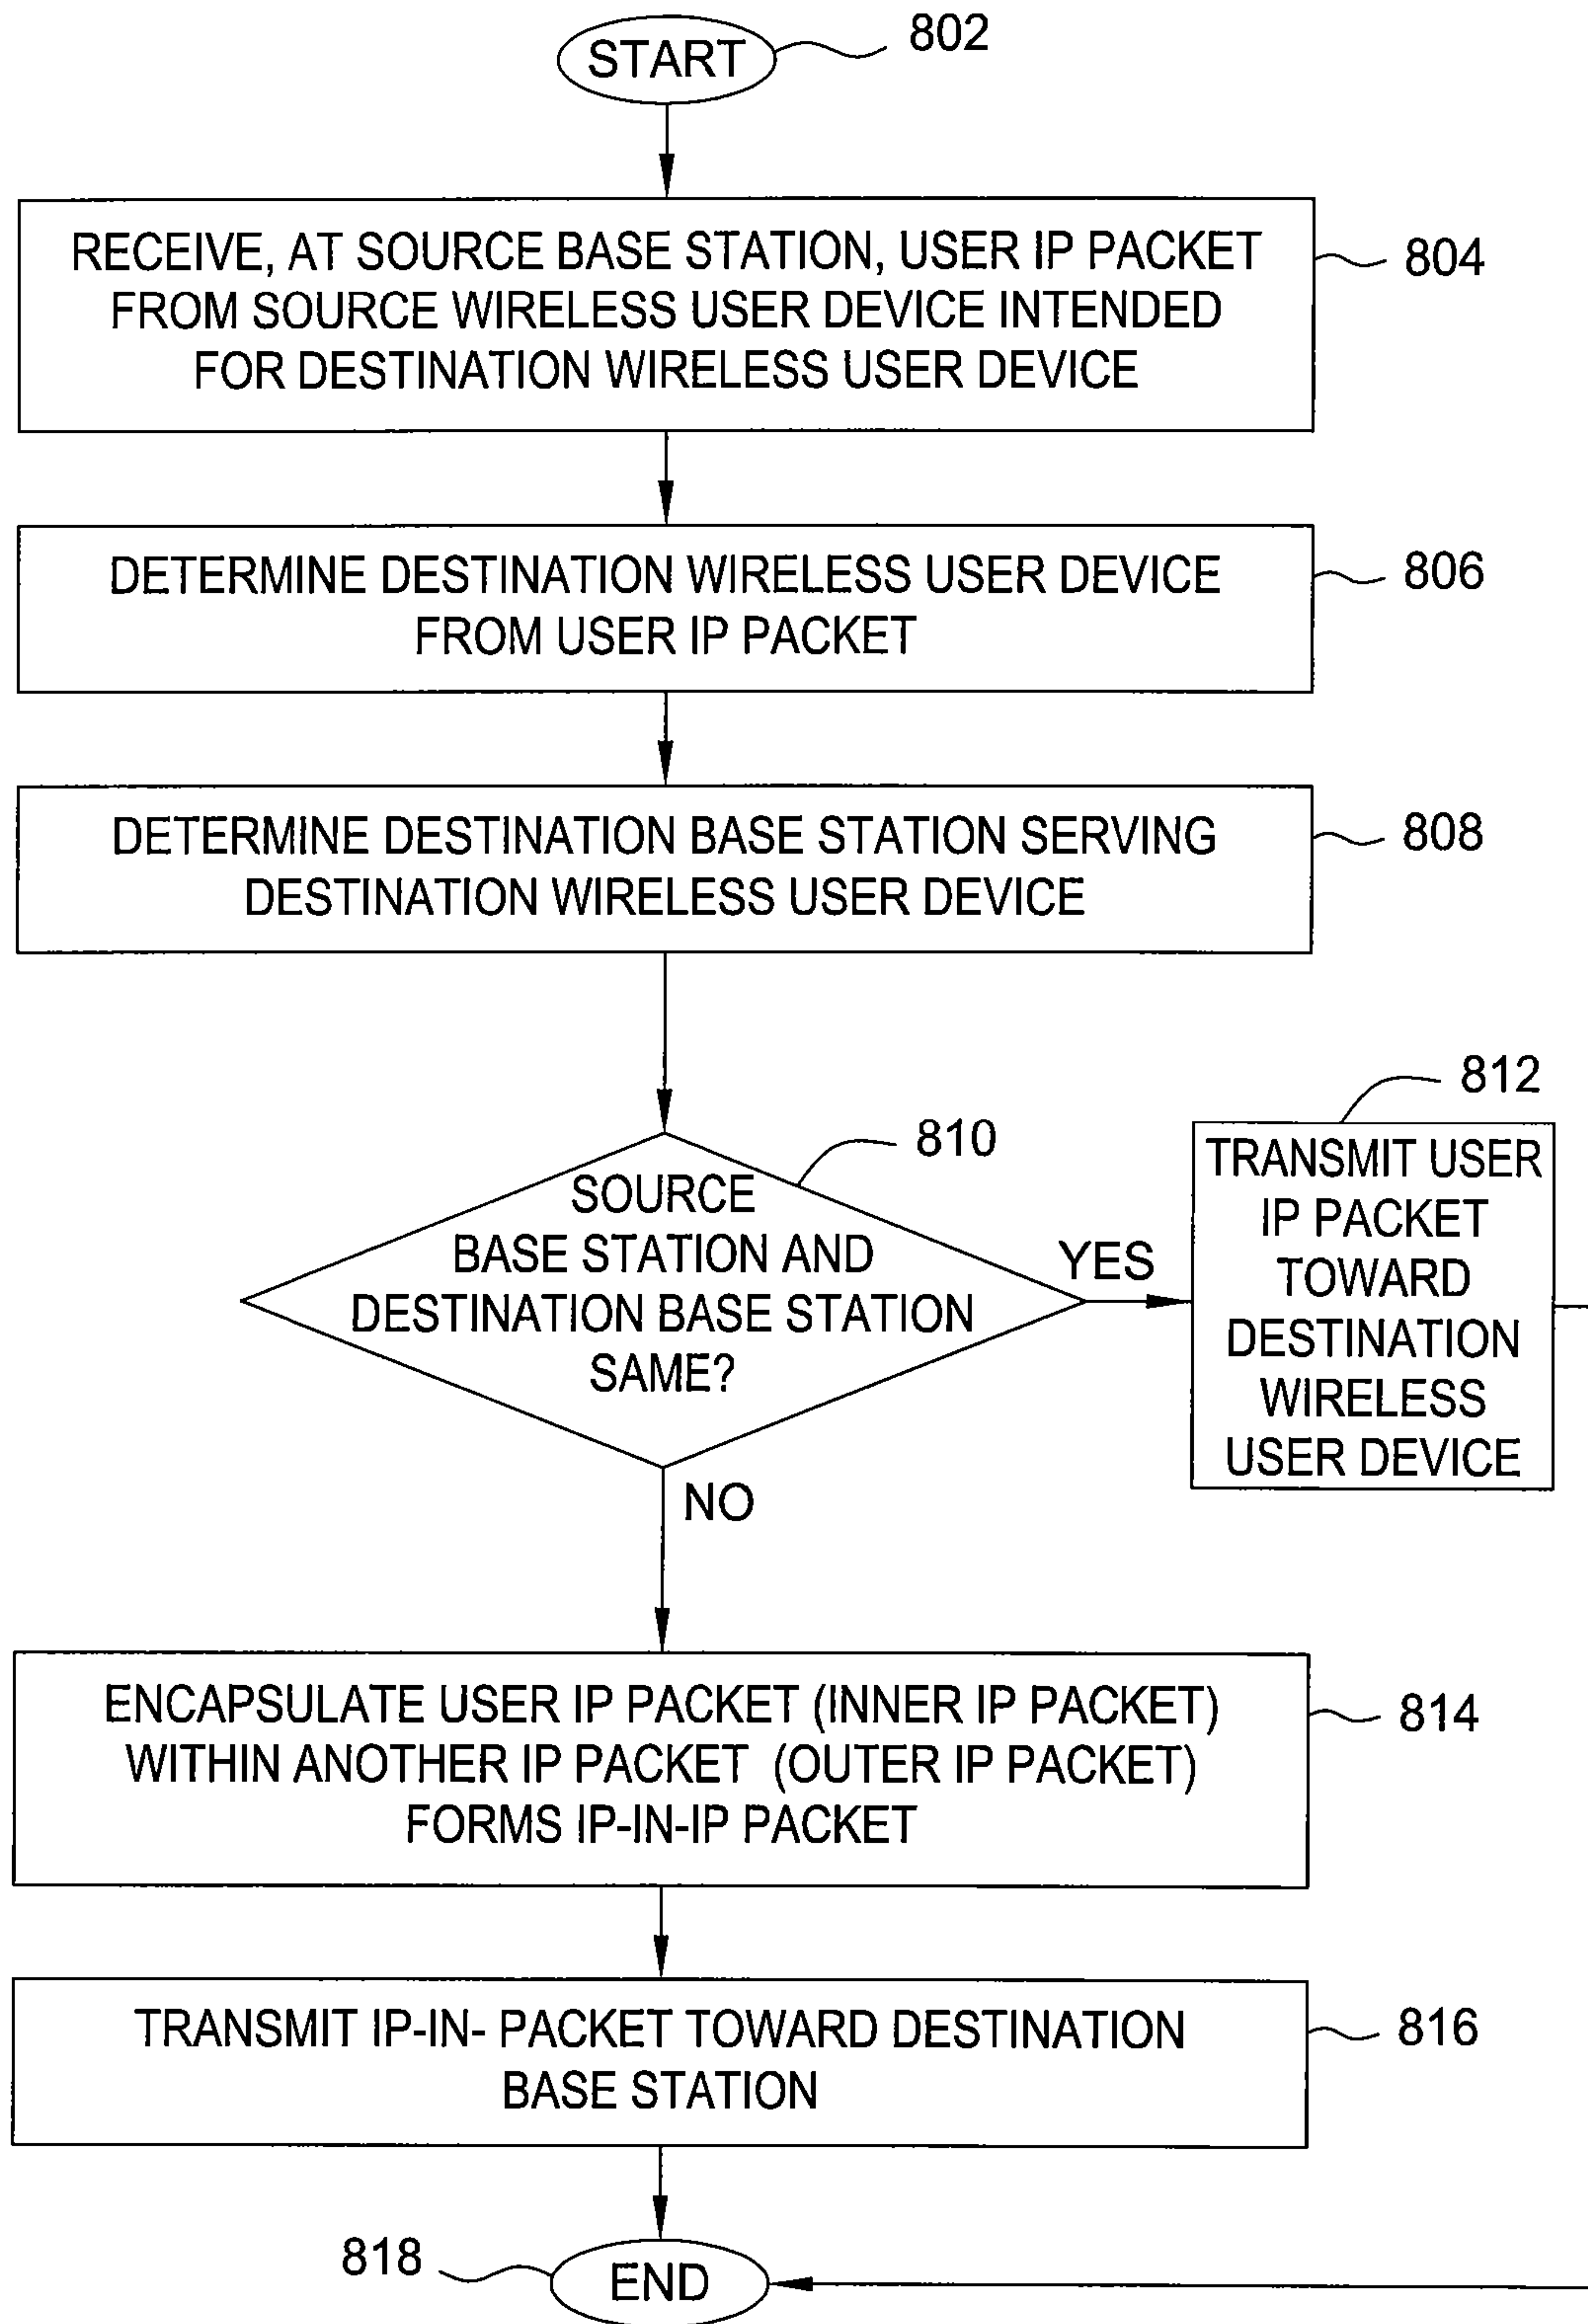 START
802
RECEIVE, AT SOURCE BASE STATION, USER IP PACKET
FROM SOURCE WIRELESS USER DEVICE INTENDED
FOR DESTINATION WIRELESS USER DEVICE
804
DETERMINE DESTINATION WIRELESS USER DEVICE
FROM USER IP PACKET
806
DETERMINE DESTINATION BASE STATION SERVING
DESTINATION WIRELESS USER DEVICE
808
SOURCE
BASE STATION AND
DESTINATION BASE STATION
SAME?
810
YES
812
TRANSMIT USER
IP PACKET
TOWARD
DESTINATION
WIRELESS
USER DEVICE
NO
ENCAPSULATE USER IP PACKET (INNER IP PACKET)
WITHIN ANOTHER IP PACKET (OUTER IP PACKET)
FORMS IP-IN-IP PACKET
814
TRANSMIT IP-IN- PACKET TOWARD DESTINATION
BASE STATION
816
818
END